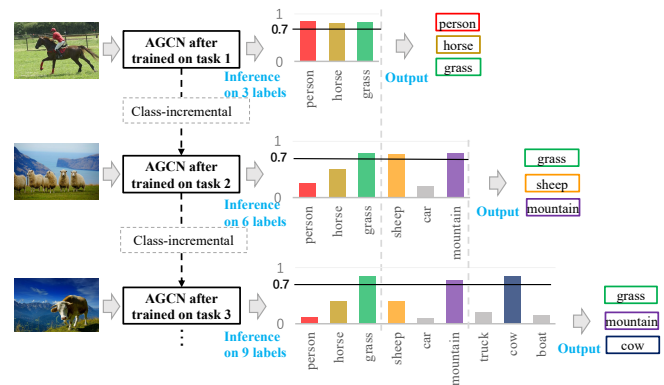 1
0.7
0
AGCN after
trained on task 1
Inference
on 3 labels
person
horse
grass
Output
person
horse
grass
Class-incremental
1
0.7
0
AGCN after
trained on task 2
Inference
on 6 labels
person
horse
grass
sheep
car
mountain
Output
grass
sheep
mountain
Class-incremental
1
0.7
0
AGCN after
trained on task 3
Inference
on 9 labels
person
horse
grass
sheep
car
mountain
truck
cow
boat
Output
grass
mountain
cow